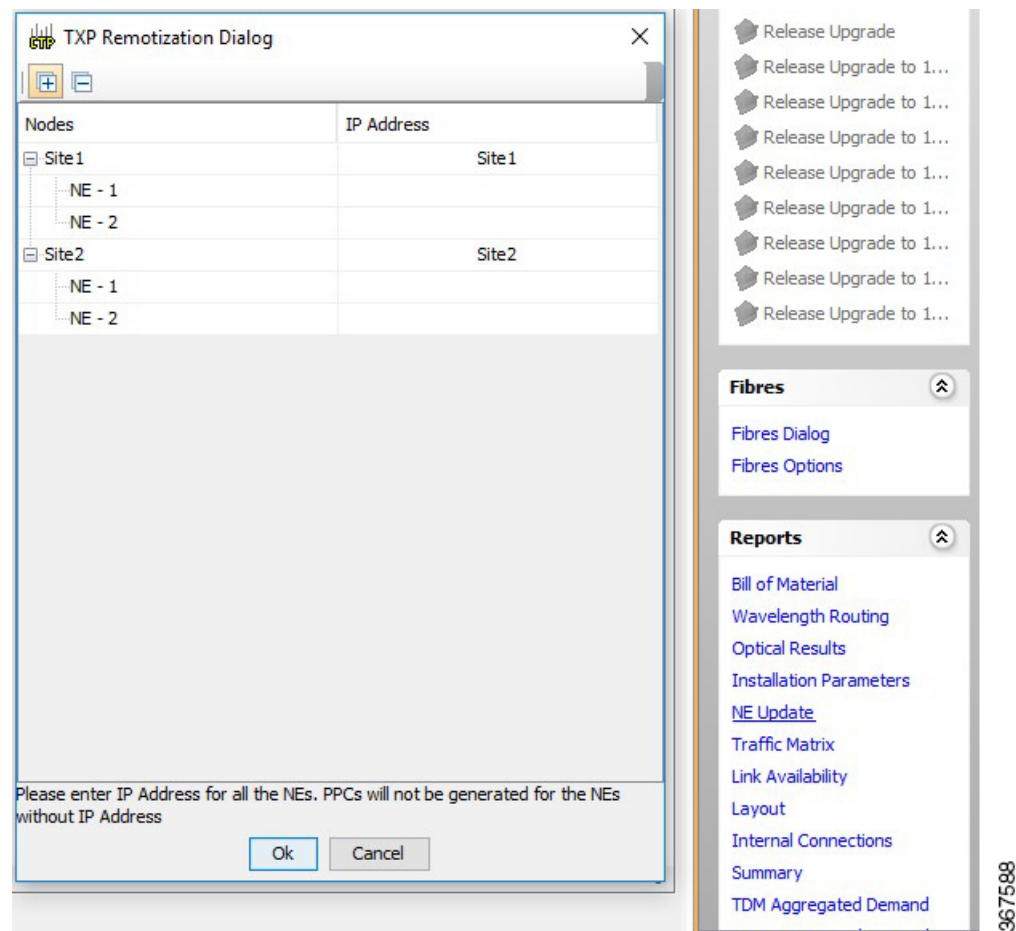 CTP TXP Remotization Dialog
Nodes IP Address
Site1 Site1
NE - 1
NE - 2
Site2 Site2
NE - 1
NE - 2
Please enter IP Address for all the NEs. PPCs will not be generated for the NEs
without IP Address
Ok Cancel
Release Upgrade
Release Upgrade to 1...
Release Upgrade to 1...
Release Upgrade to 1...
Release Upgrade to 1...
Release Upgrade to 1...
Release Upgrade to 1...
Release Upgrade to 1...
Release Upgrade to 1...
Fibres
Fibres Dialog
Fibres Options
Reports
Bill of Material
Wavelength Routing
Optical Results
Installation Parameters
NE Update
Traffic Matrix
Link Availability
Layout
Internal Connections
Summary
TDM Aggregated Demand
367588